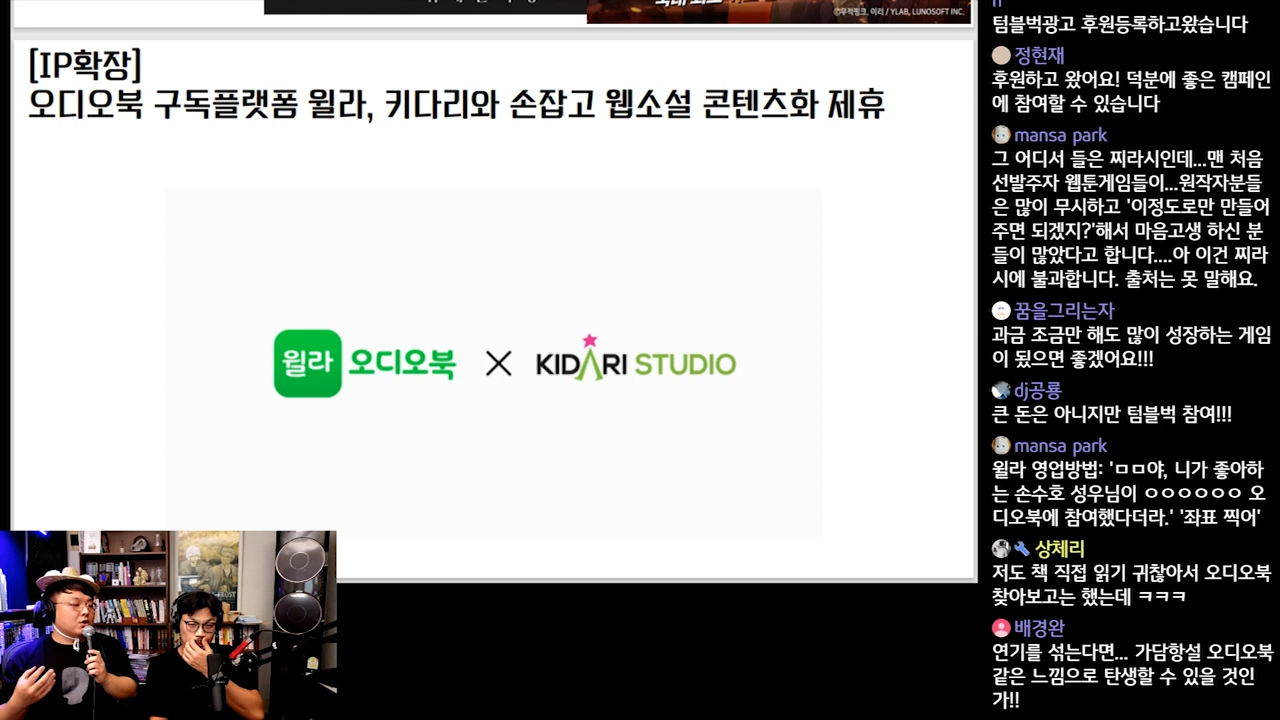 ©무적핑크, 이리 / YLAB, LUNOSOFT INC.
[IP확장]
오디오북 구독플랫폼 윌라, 키다리와 손잡고 웹소설 콘텐츠화 제휴
윌라 오디오북 X KIDARI STUDIO
텀블벅광고 후원등록하고왔습니다
정현재
후원하고 왔어요! 덕분에 좋은 캠페인
에 참여할 수 있습니다
mansa park
그 어디서 들은 찌라시인데...맨 처음
선발주자 웹툰게임들이...원작자분들
은 많이 무시하고 '이정도로만 만들어
주면 되겠지?'해서 마음고생 하신 분
들이 많았다고 합니다....아 이건 찌라
시에 불과합니다. 출처는 못 말해요.
꿈을그리는자
과금 조금만 해도 많이 성장하는 게임
이 됬으면 좋겠어요!!!
dj공룡
큰 돈은 아니지만 텀블벅 참여!!!
mansa park
윌라 영업방법: 'ㅁㅁ야, 니가 좋아하
는 손수호 성우님이 ㅇㅇㅇㅇㅇㅇ 오
디오북에 참여했다더라.' '좌표 찍어'
상체리
저도 책 직접 읽기 귀찮아서 오디오북
찾아보고는 했는데 ㅋㅋㅋ
배경완
연기를 섞는다면... 가담항설 오디오북
같은 느낌으로 탄생할 수 있을 것인
가!!